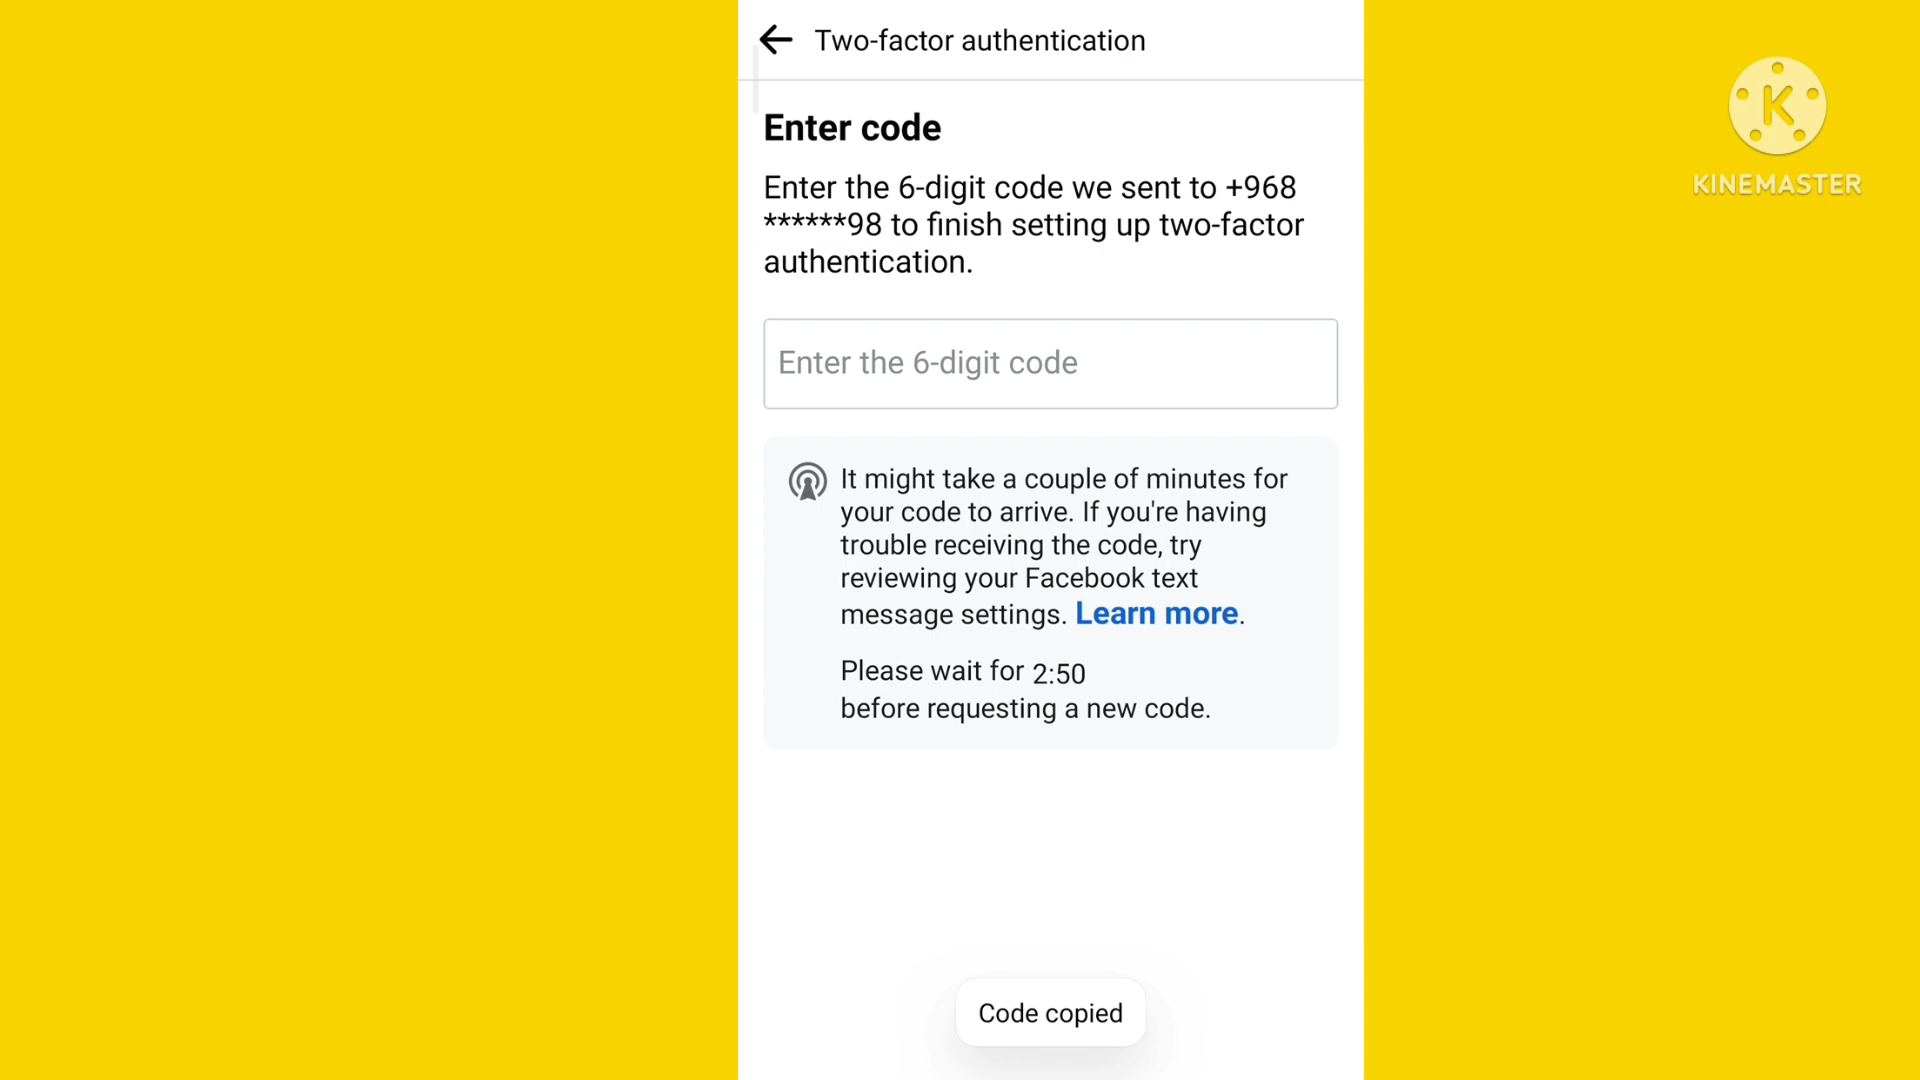 Two-factor authentication
K
KINEMASTER
Enter code
Enter the 6-digit code we sent to +968
******98 to finish setting up two-factor
authentication.
Enter the 6-digit code
It might take a couple of minutes for
your code to arrive. If you're having
trouble receiving the code, try
reviewing your Facebook text
message settings. Learn more.
Please wait for 2:50
before requesting a new code.
Code copied